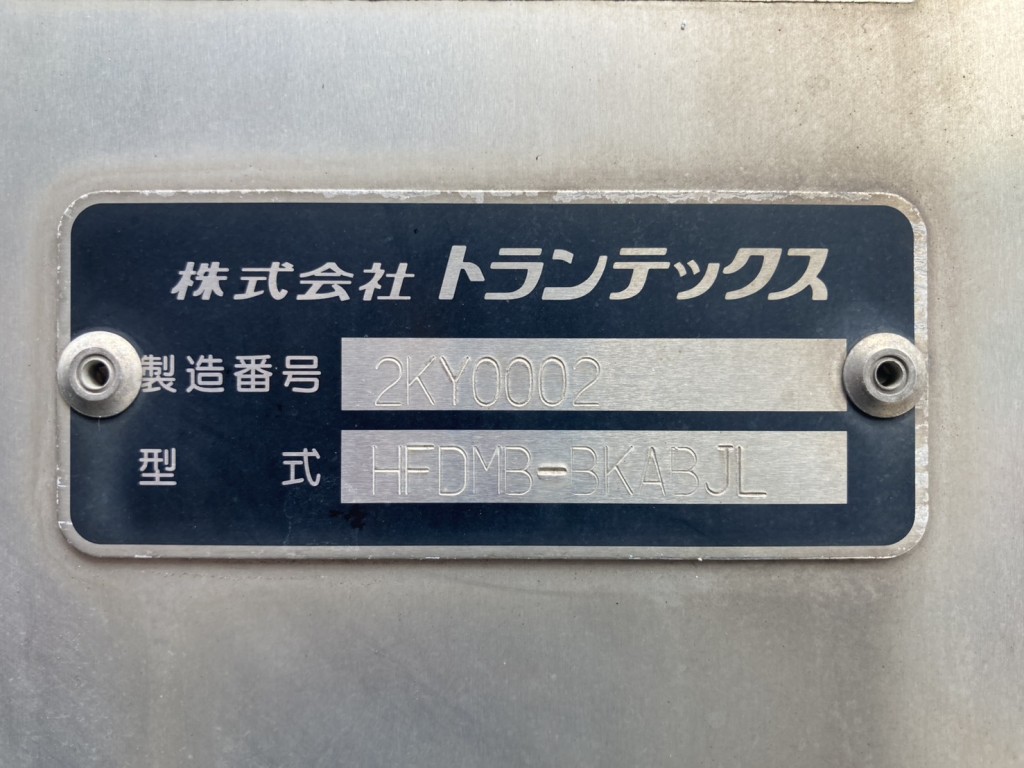 株式会社 トランテックス
製造番号 2KY0002
型式 HFDMB-BKABJL